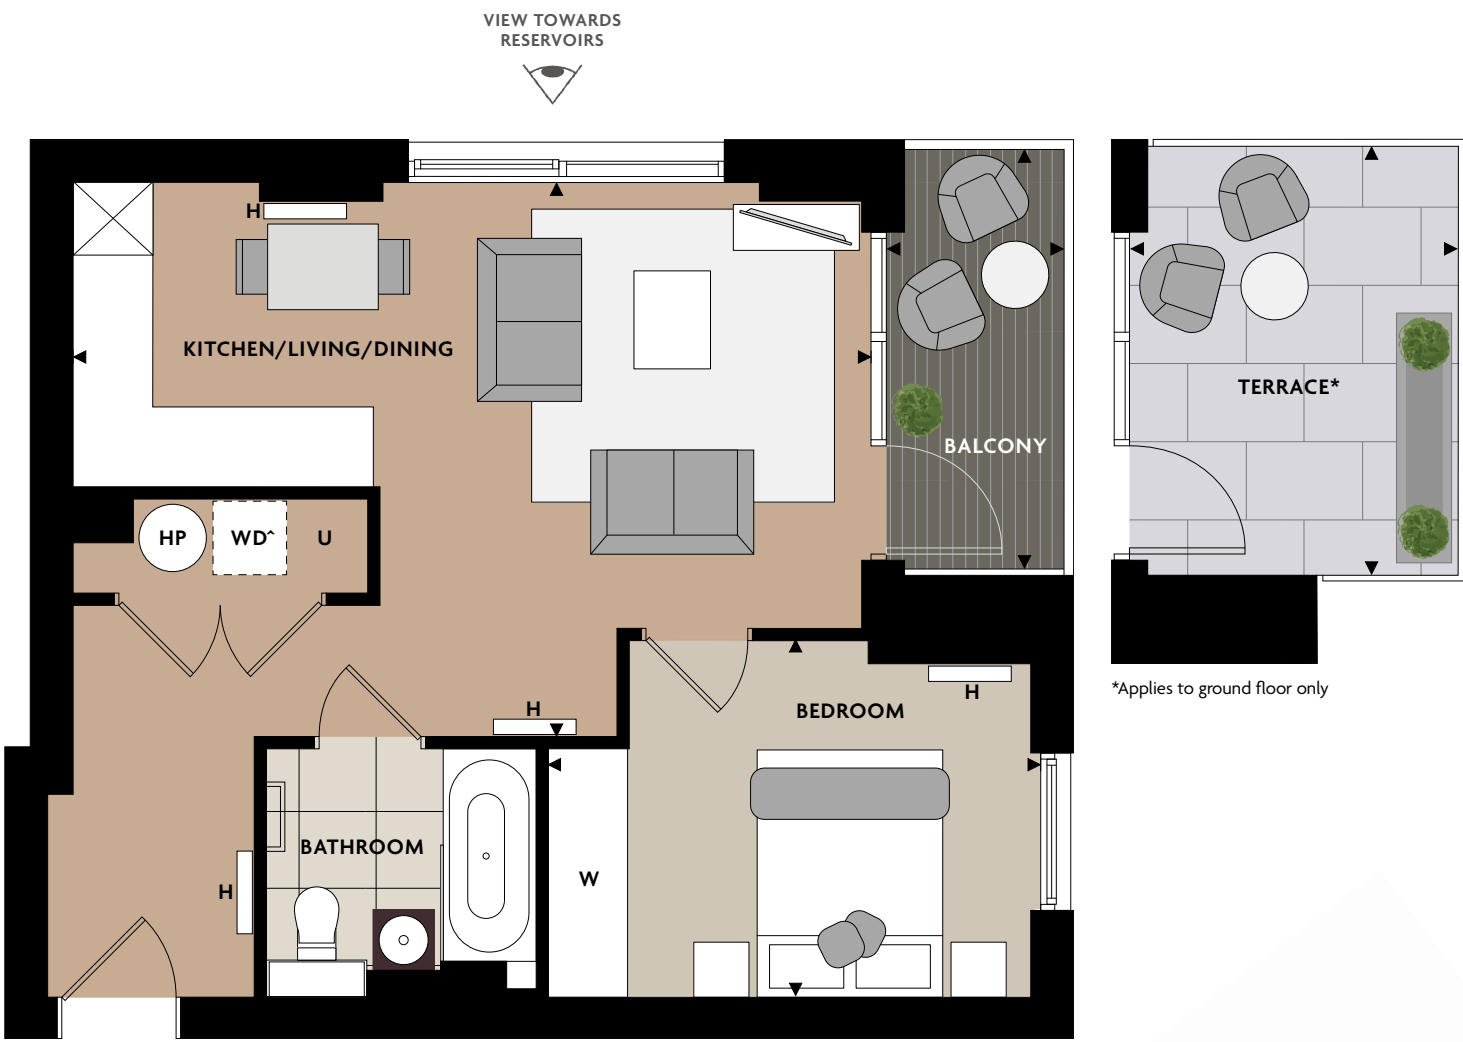 VIEW TOWARDS
RESERVOIRS
H
KITCHEN/LIVING/DINING
TERRACE*
BALCONY
HP
WD^
U
*Applies to ground floor only
H
H
BEDROOM
BATHROOM
W
H